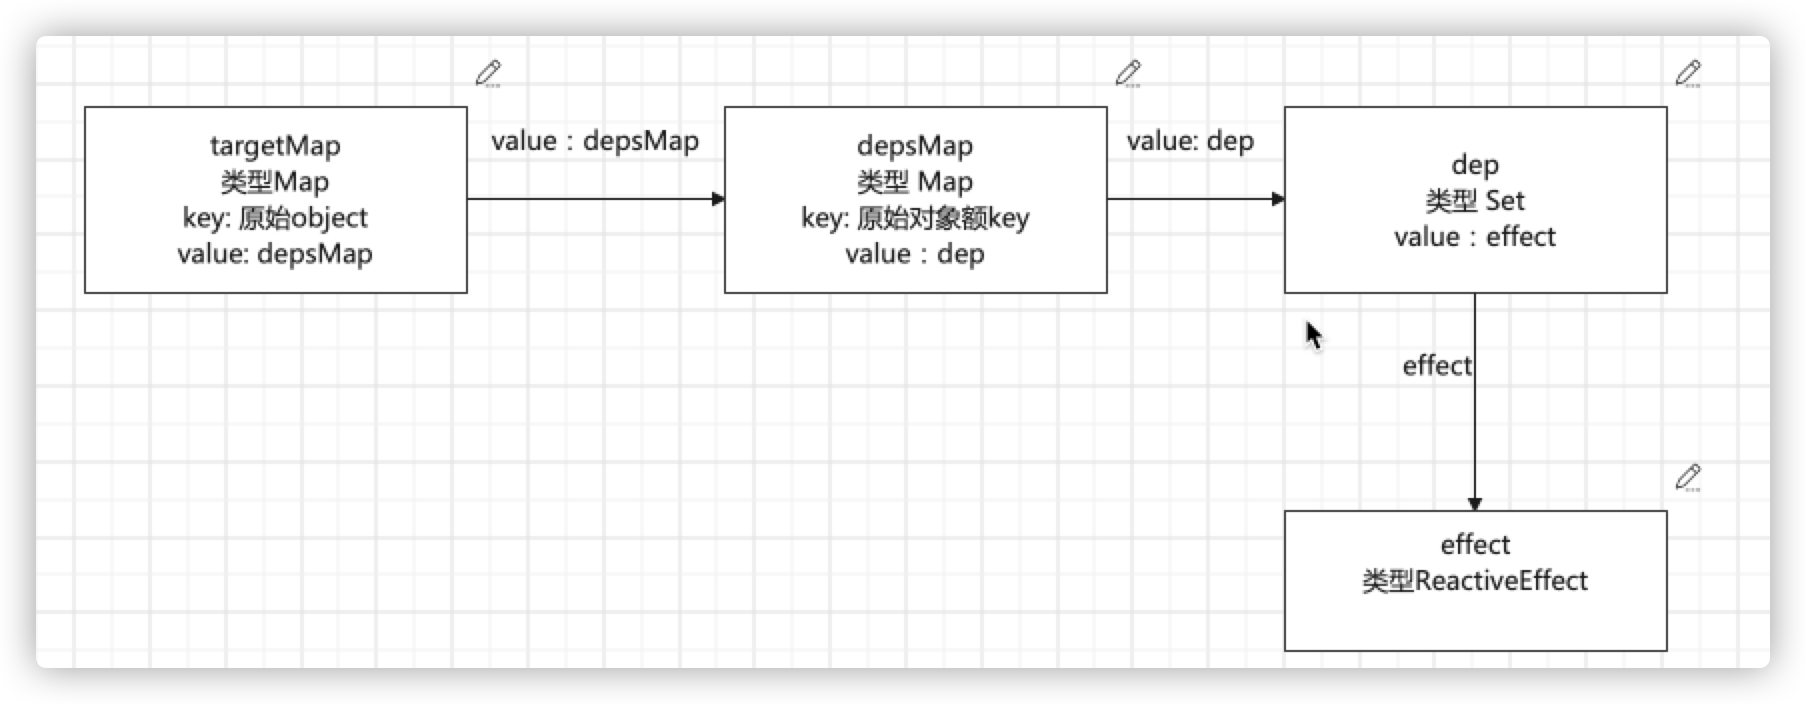 targetMap
类型Map
key: 原始object
value: depsMap
value：depsMap
depsMap
类型 Map
key: 原始对象额key
value：dep
value: dep
dep
类型 Set
value：effect
effect
effect
类型ReactiveEffect